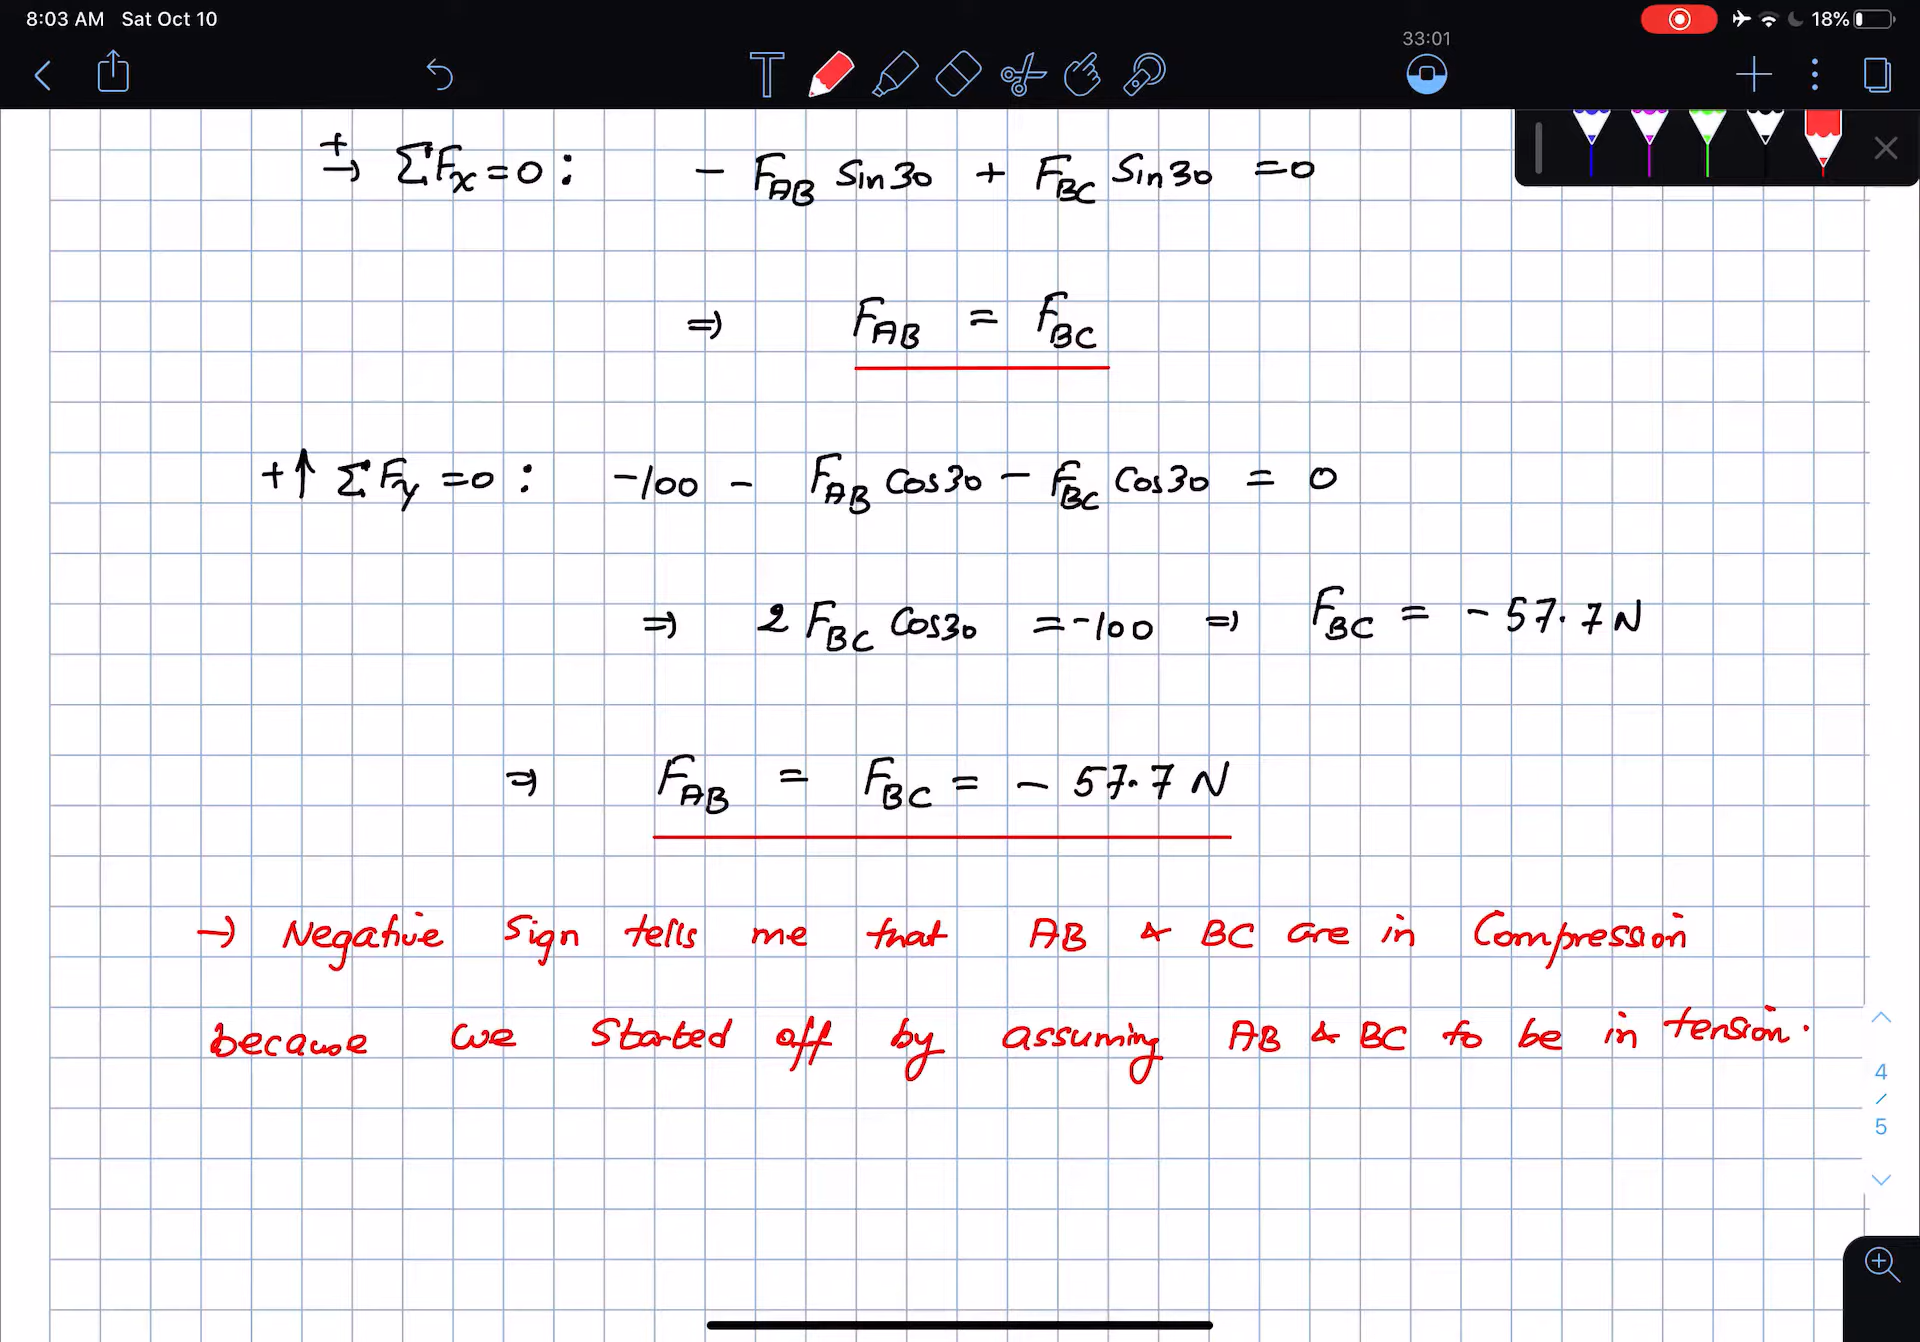 8:03 AM Sat Oct 10
18%
33:01
T
+→ ΣFx=0: - FAB Sin30 + FBC Sin30 =0
⇒ FAB = FBC
+↑ ΣFy=0: -100 - FAB Cos30 - FBC Cos30 = 0
⇒ 2 FBC Cos30 =-100 ⇒ FBC = - 57.7 N
⇒ FAB = FBC = - 57.7 N
→ Negative Sign tells me that AB & BC are in Compression
because we Started off by assuming AB & BC to be in tension.
4
/
5